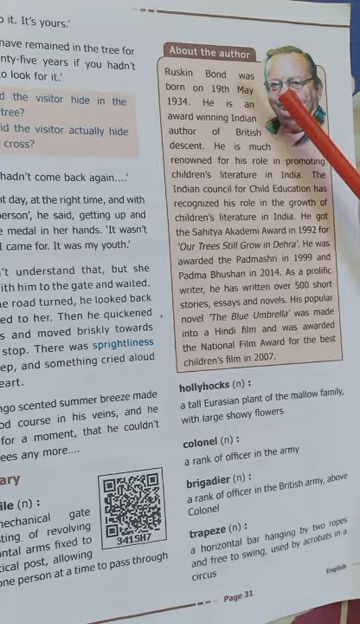 o it. It's yours.'
have remained in the tree for
nty-five years if you hadn't
to look for it.'
d the visitor hide in the
tree?
id the visitor actually hide
cross?
hadn't come back again....'
t day, at the right time, and with
erson', he said, getting up and
e medal in her hands. 'It wasn't
I came for. It was my youth.'
't understand that, but she
ith him to the gate and waited.
e road turned, he looked back
ed to her. Then he quickened
s and moved briskly towards
stop. There was sprightliness
ep, and something cried aloud
eart.
ngo scented summer breeze made
od course in his veins, and he
for a moment, that he couldn't
ees any more....
ary
ile (n) :
mechanical gate
sting of revolving
ontal arms fixed to
tical post, allowing
one person at a time to pass through
341SH7
About the author
Ruskin Bond was
born on 19th May
1934. He is an
award winning Indian
author of British
descent. He is much
renowned for his role in promoting
children's literature in India. The
Indian council for Child Education has
recognized his role in the growth of
children's literature in India. He got
the Sahitya Akademi Award in 1992 for
'Our Trees Still Grow in Dehra'. He was
awarded the Padmashri in 1999 and
Padma Bhushan in 2014. As a prolific
writer, he has written over 500 short
stories, essays and novels. His popular
novel 'The Blue Umbrella' was made
into a Hindi film and was awarded
the National Film Award for the best
children's film in 2007.
hollyhocks (n) :
a tall Eurasian plant of the mallow family,
with large showy flowers
colonel (n) :
a rank of officer in the army
brigadier (n) :
a rank of officer in the British army, above
Colonel
trapeze (n) :
a horizontal bar hanging by two ropes
and free to swing, used by acrobats in a
circus
Page 31
English